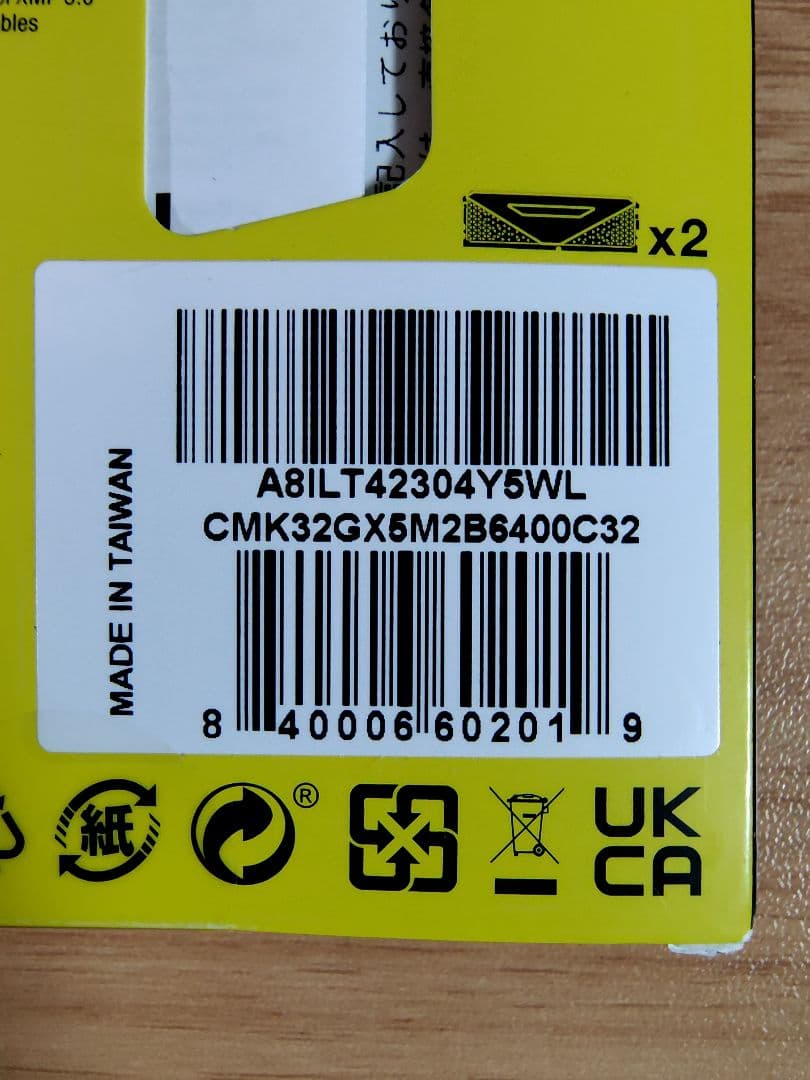 bles
記入してお
x2
A8ILT42304Y5WL
CMK32GX5M2B6400C32
MADE IN TAIWAN
8 40006 60201 9
紙
®
UK
CA